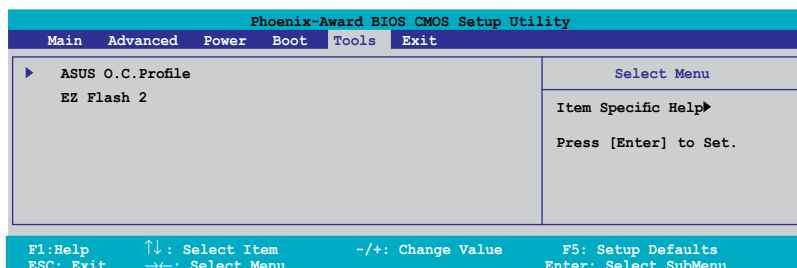 Phoenix-Award BIOS CMOS Setup Utility
Main Advanced Power Boot Tools Exit
ASUS O.C.Profile
EZ Flash 2
Select Menu
Item Specific Help
Press [Enter] to Set.
F1:Help ↑↓: Select Item -/+: Change Value F5: Setup Defaults
ESC: Exit →←: Select Menu Enter: Select SubMenu